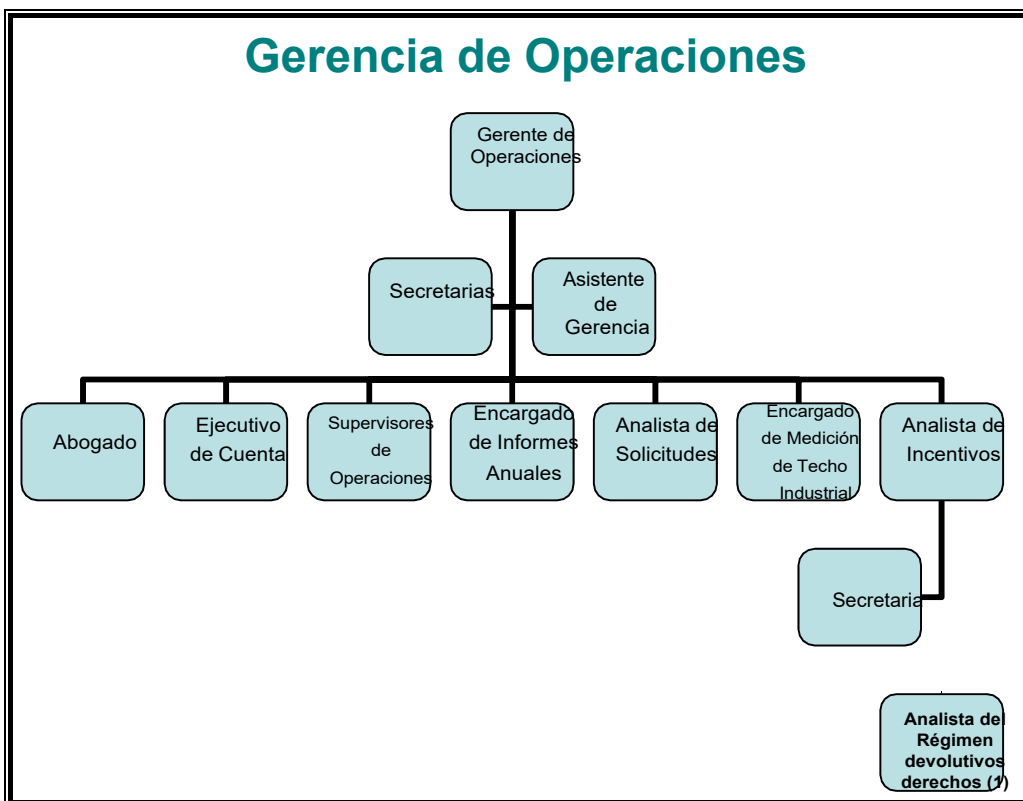 Gerencia de Operaciones
Gerente de
Operaciones
Secretarias
Asistente
de
Gerencia
Abogado
Ejecutivo
de Cuenta
Supervisores
de
Operaciones
Encargado
de Informes
Anuales
Analista de
Solicitudes
Encargado
de Medición
de Techo
Industrial
Analista de
Incentivos
Secretaria
Analista del
Régimen
devolutivos
derechos (1)